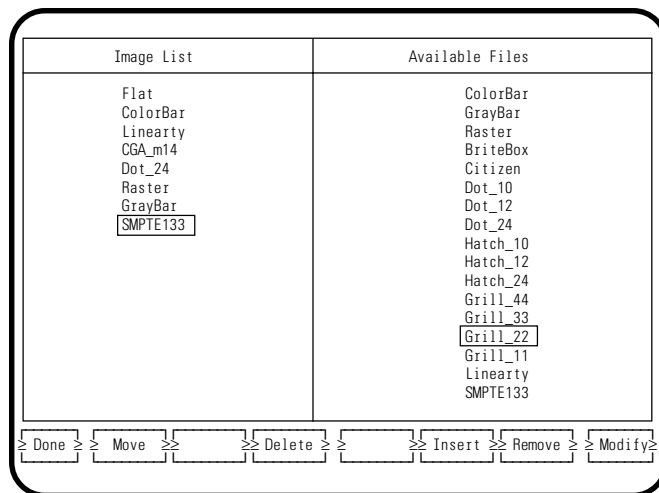 Image List
Flat
ColorBar
Linearty
CGA_m14
Dot_24
Raster
GrayBar
SMPTE133
Available Files
ColorBar
GrayBar
Raster
BriteBox
Citizen
Dot_10
Dot_12
Dot_24
Hatch_10
Hatch_12
Hatch_24
Grill_44
Grill_33
Grill_22
Grill_11
Linearty
SMPTE133
≥ Done ≥ ≥ Move ≥≥ ≥≥ Delete ≥ ≥ ≥≥ Insert ≥≥ Remove ≥ ≥ Modify≥